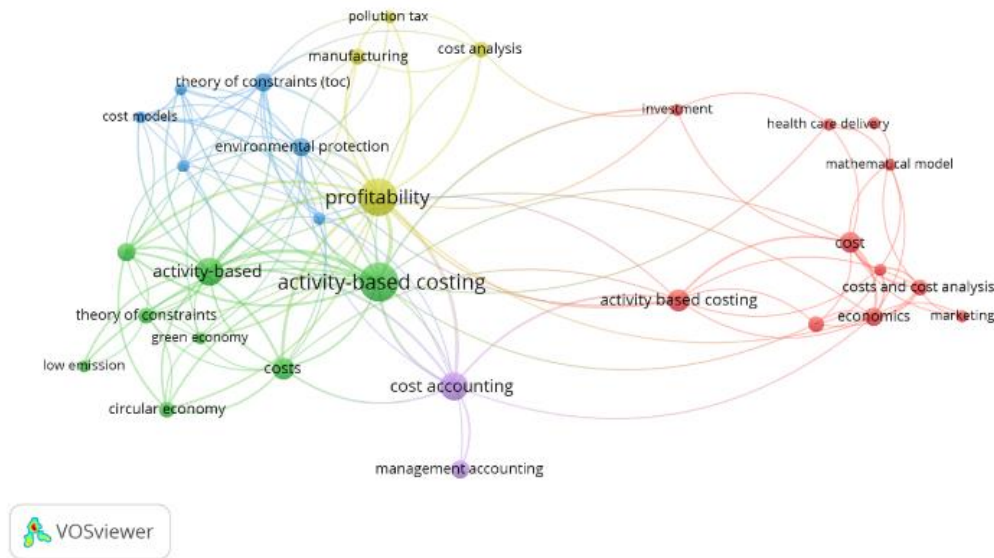 pollution tax
manufacturing
cost analysis
theory of constraints (toc)
cost models
investment
health care delivery
environmental protection
mathematical model
profitability
cost
activity-based
activity-based costing
costs and cost analysis
activity based costing
economics
marketing
theory of constraints
green economy
low emission
costs
cost accounting
circular economy
management accounting
VOSviewer